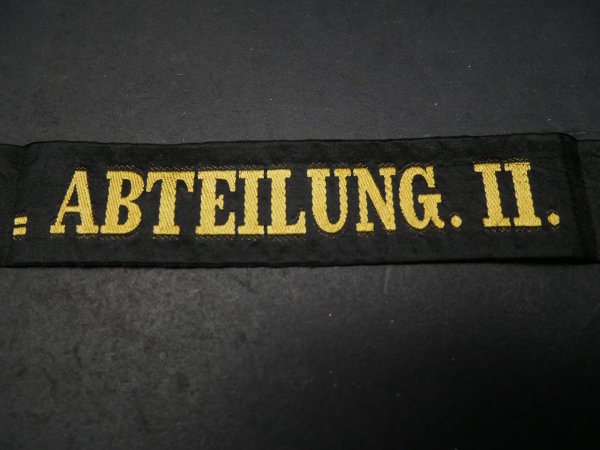 = ABTEILUNG. II.